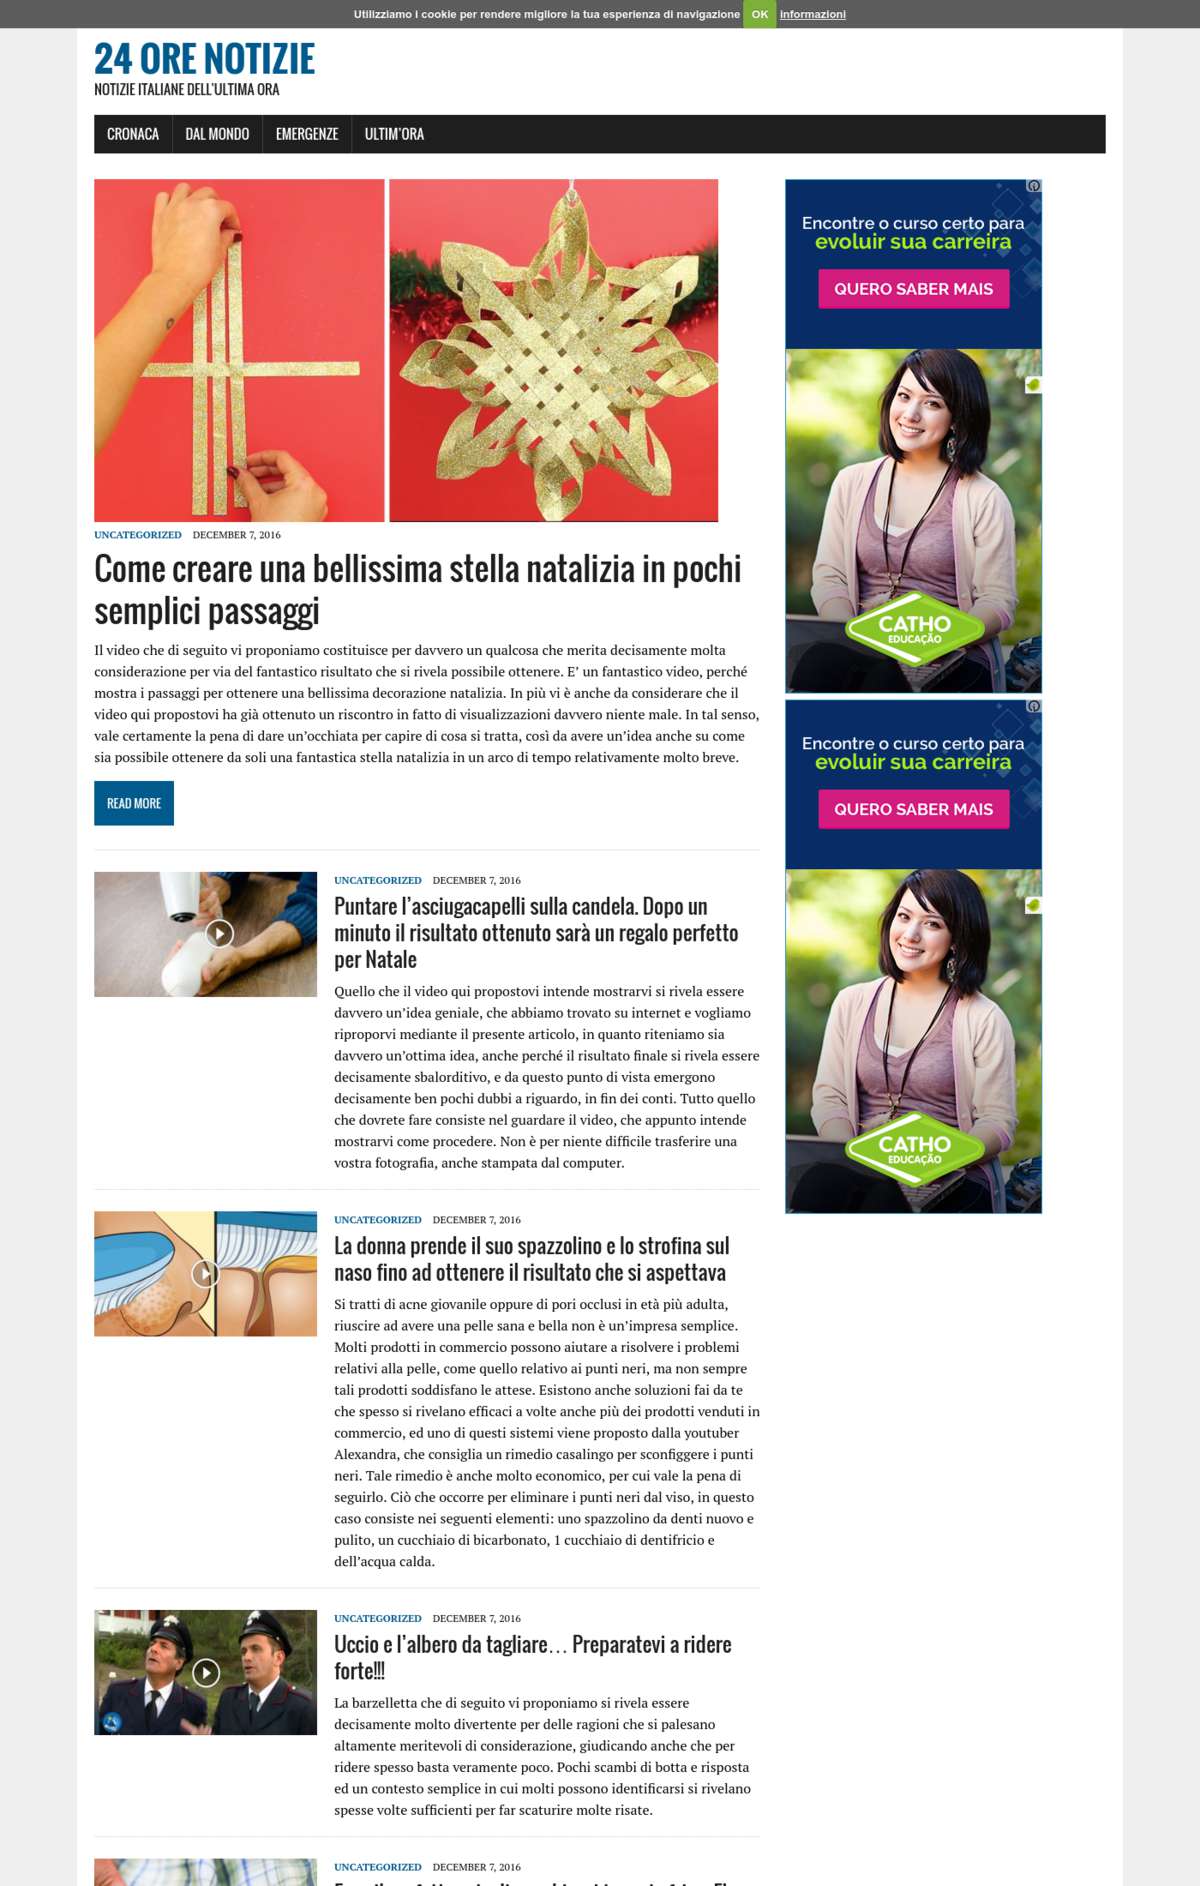 Utilizziamo i cookie per rendere migliore la tua esperienza di navigazione OK informazioni
24 ORE NOTIZIE
NOTIZIE ITALIANE DELL'ULTIMA ORA
CRONACA DAL MONDO EMERGENZE ULTIM'ORA
UNCATEGORIZED DECEMBER 7, 2016
Come creare una bellissima stella natalizia in pochi
semplici passaggi
Il video che di seguito vi proponiamo costituisce per davvero un qualcosa che merita decisamente molta
considerazione per via del fantastico risultato che si rivela possibile ottenere. E’ un fantastico video, perché
mostra i passaggi per ottenere una bellissima decorazione natalizia. In più vi è anche da considerare che il
video qui propostovi ha già ottenuto un riscontro in fatto di visualizzazioni davvero niente male. In tal senso,
vale certamente la pena di dare un’occhiata per capire di cosa si tratta, così da avere un’idea anche su come
sia possibile ottenere da soli una fantastica stella natalizia in un arco di tempo relativamente molto breve.
READ MORE
UNCATEGORIZED DECEMBER 7, 2016
Puntare l’asciugacapelli sulla candela. Dopo un
minuto il risultato ottenuto sarà un regalo perfetto
per Natale
Quello che il video qui propostovi intende mostrarvi si rivela essere
davvero un’idea geniale, che abbiamo trovato su internet e vogliamo
riproporvi mediante il presente articolo, in quanto riteniamo sia
davvero un’ottima idea, anche perché il risultato finale si rivela essere
decisamente sbalorditivo, e da questo punto di vista emergono
decisamente ben pochi dubbi a riguardo, in fin dei conti. Tutto quello
che dovrete fare consiste nel guardare il video, che appunto intende
mostrarvi come procedere. Non è per niente difficile trasferire una
vostra fotografia, anche stampata dal computer.
UNCATEGORIZED DECEMBER 7, 2016
La donna prende il suo spazzolino e lo strofina sul
naso fino ad ottenere il risultato che si aspettava
Si tratti di acne giovanile oppure di pori occlusi in età più adulta,
riuscire ad avere una pelle sana e bella non è un’impresa semplice.
Molti prodotti in commercio possono aiutare a risolvere i problemi
relativi alla pelle, come quello relativo ai punti neri, ma non sempre
tali prodotti soddisfano le attese. Esistono anche soluzioni fai da te
che spesso si rivelano efficaci a volte anche più dei prodotti venduti in
commercio, ed uno di questi sistemi viene proposto dalla youtuber
Alexandra, che consiglia un rimedio casalingo per sconfiggere i punti
neri. Tale rimedio è anche molto economico, per cui vale la pena di
seguirlo. Ciò che occorre per eliminare i punti neri dal viso, in questo
caso consiste nei seguenti elementi: uno spazzolino da denti nuovo e
pulito, un cucchiaio di bicarbonato, 1 cucchiaio di dentifricio e
dell’acqua calda.
UNCATEGORIZED DECEMBER 7, 2016
Uccio e l’albero da tagliare… Preparatevi a ridere
forte!!!
La barzelletta che di seguito vi proponiamo si rivela essere
decisamente molto divertente per delle ragioni che si palesano
altamente meritevoli di considerazione, giudicando anche che per
ridere spesso basta veramente poco. Pochi scambi di botta e risposta
ed un contesto semplice in cui molti possono identificarsi si rivelano
spesse volte sufficienti per far scaturire molte risate.
UNCATEGORIZED DECEMBER 7, 2016
Encontre o curso certo para
evoluir sua carreira
QUERO SABER MAIS
CATHO
EDUCAÇÃO
Encontre o curso certo para
evoluir sua carreira
QUERO SABER MAIS
CATHO
EDUCAÇÃO